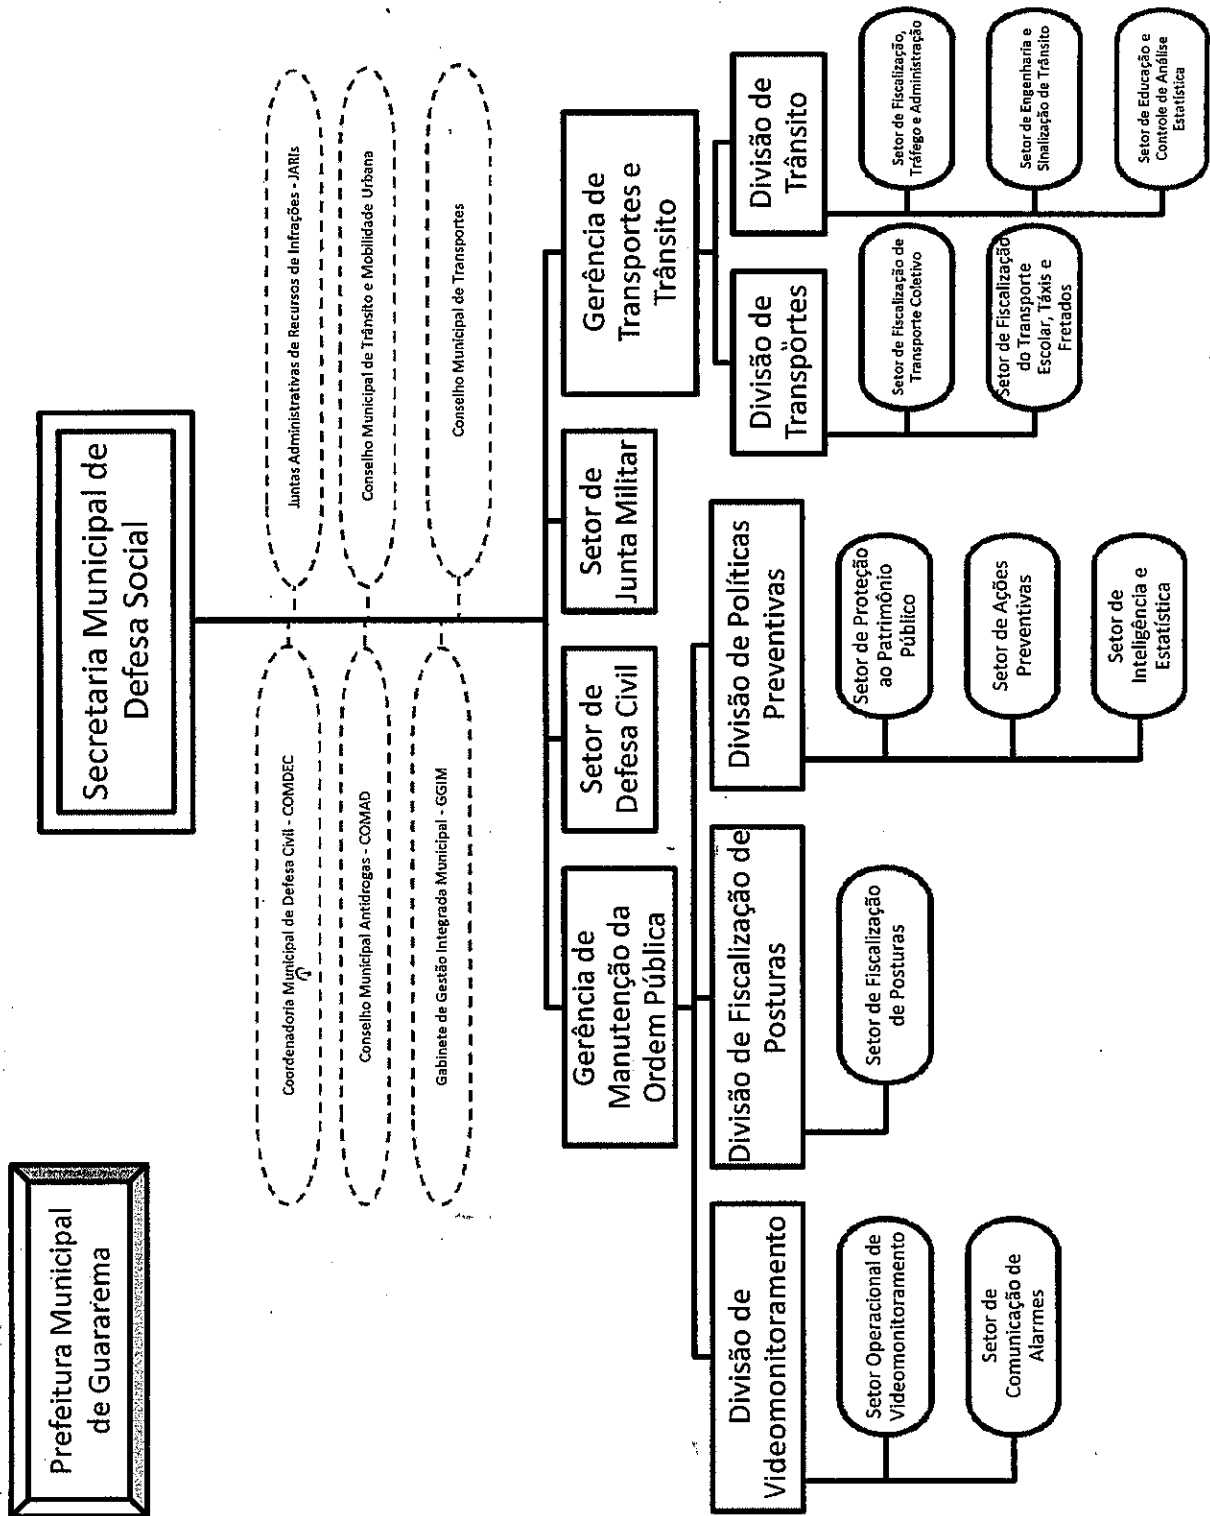 Prefeitura Municipal
de Guararema
Secretaria Municipal de
Defesa Social
Coordenadoria Municipal de Defesa Civil - COMDEC
Juntas Administrativas de Recursos de Infrações - JARIs
Conselho Municipal Antidrogas - COMAD
Conselho Municipal de Trânsito e Mobilidade Urbana
Gabinete de Gestão Integrada Municipal - GGIM
Conselho Municipal de Transportes
Gerência de
Manutenção da
Ordem Pública
Setor de
Defesa Civil
Setor de
Junta Militar
Gerência de
Transportes e
Trânsito
Divisão de
Videomonitoramento
Setor Operacional de
Videomonitoramento
Setor de
Comunicação de
Alarmes
Divisão de Fiscalização de
Posturas
Setor de Fiscalização
de Posturas
Divisão de Políticas
Preventivas
Setor de Proteção
ao Patrimônio
Público
Setor de Ações
Preventivas
Setor de
Inteligência e
Estatística
Divisão de
Transportes
Setor de Fiscalização de
Transporte Coletivo
Setor de Fiscalização
do Transporte
Escolar, Táxis e
Fretados
Divisão de
Trânsito
Setor de Fiscalização,
Tráfego e Administração
Setor de Engenharia e
Sinalização de Trânsito
Setor de Educação e
Controle de Análise
Estatística